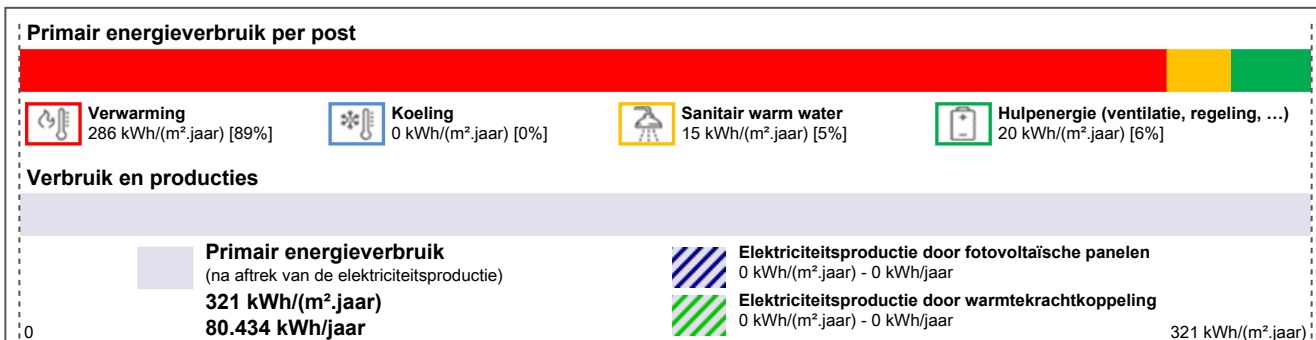 Primair energieverbruik per post
Verwarming
286 kWh/(m².jaar) [89%]
Koeling
0 kWh/(m².jaar) [0%]
Sanitair warm water
15 kWh/(m².jaar) [5%]
Hulpenergie (ventilatie, regeling, …)
20 kWh/(m².jaar) [6%]
Verbruik en producties
Primair energieverbruik
(na aftrek van de elektriciteitsproductie)
321 kWh/(m².jaar)
80.434 kWh/jaar
Elektriciteitsproductie door fotovoltaïsche panelen
0 kWh/(m².jaar) - 0 kWh/jaar
Elektriciteitsproductie door warmtekrachtkoppeling
0 kWh/(m².jaar) - 0 kWh/jaar
0
321 kWh/(m².jaar)